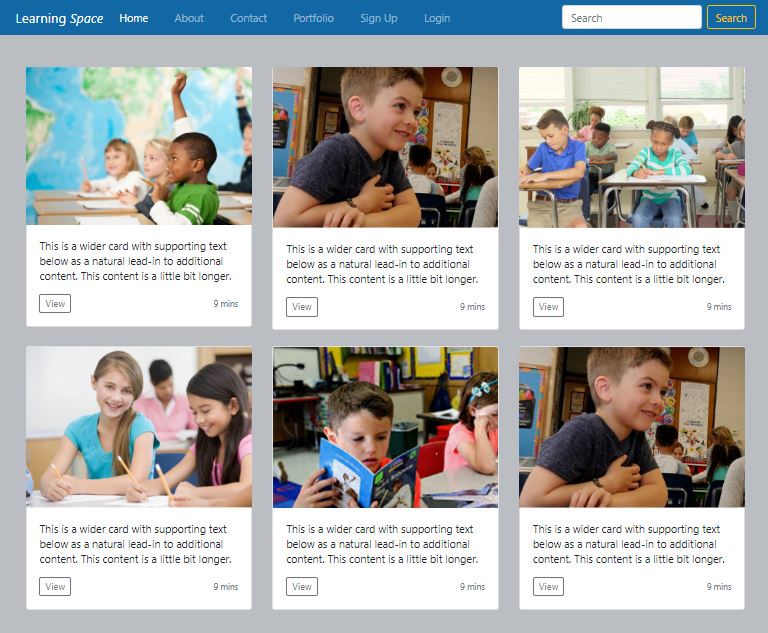 Learning Space Home About Contact Portfolio Sign Up Login Search Search
This is a wider card with supporting text
below as a natural lead-in to additional
content. This content is a little bit longer.
View 9 mins
This is a wider card with supporting text
below as a natural lead-in to additional
content. This content is a little bit longer.
View 9 mins
This is a wider card with supporting text
below as a natural lead-in to additional
content. This content is a little bit longer.
View 9 mins
This is a wider card with supporting text
below as a natural lead-in to additional
content. This content is a little bit longer.
View 9 mins
This is a wider card with supporting text
below as a natural lead-in to additional
content. This content is a little bit longer.
View 9 mins
This is a wider card with supporting text
below as a natural lead-in to additional
content. This content is a little bit longer.
View 9 mins